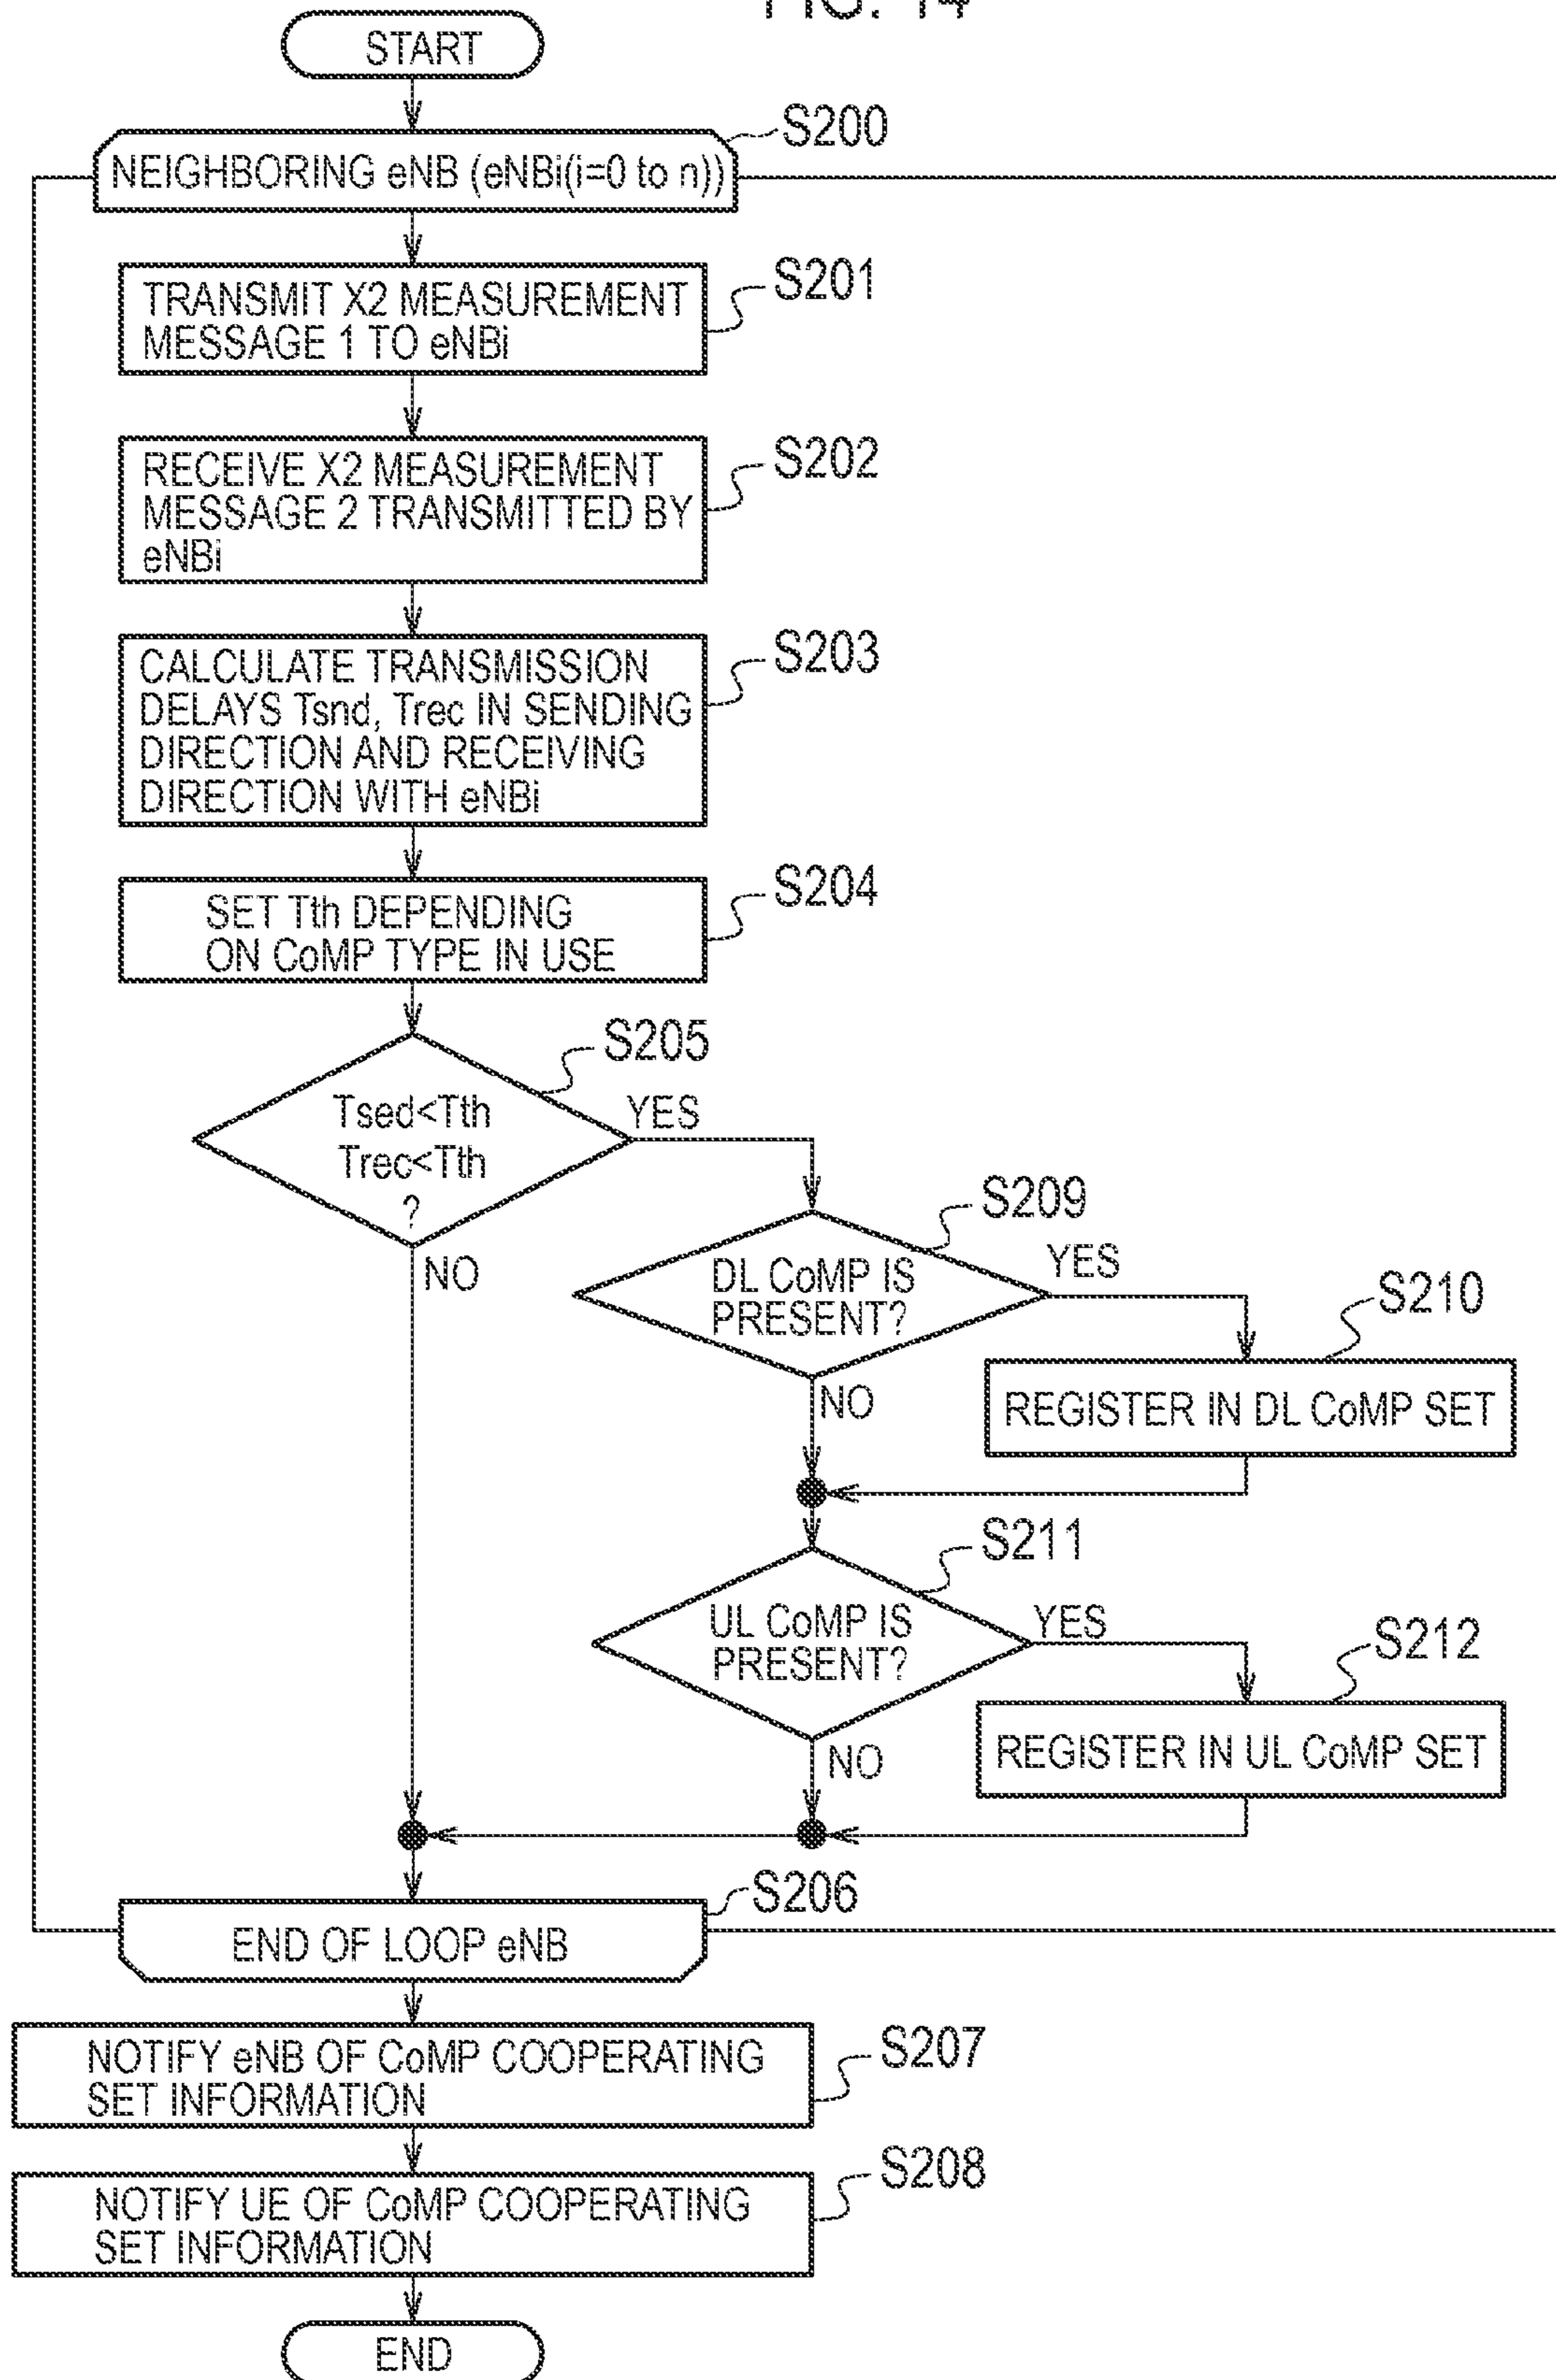 FIG. 14
START
NEIGHBORING eNB (eNBi(i=0 to n))
S200
TRANSMIT X2 MEASUREMENT
MESSAGE 1 TO eNBi
S201
RECEIVE X2 MEASUREMENT
MESSAGE 2 TRANSMITTED BY
eNBi
S202
CALCULATE TRANSMISSION
DELAYS Tsnd, Trec IN SENDING
DIRECTION AND RECEIVING
DIRECTION WITH eNBi
S203
SET Tth DEPENDING
ON CoMP TYPE IN USE
S204
S205
Tsed<Tth
Trec<Tth
?
YES
NO
S209
DL CoMP IS
PRESENT?
YES
NO
S210
REGISTER IN DL CoMP SET
S211
UL CoMP IS
PRESENT?
YES
NO
S212
REGISTER IN UL CoMP SET
S206
END OF LOOP eNB
NOTIFY eNB OF CoMP COOPERATING
SET INFORMATION
S207
NOTIFY UE OF CoMP COOPERATING
SET INFORMATION
S208
END